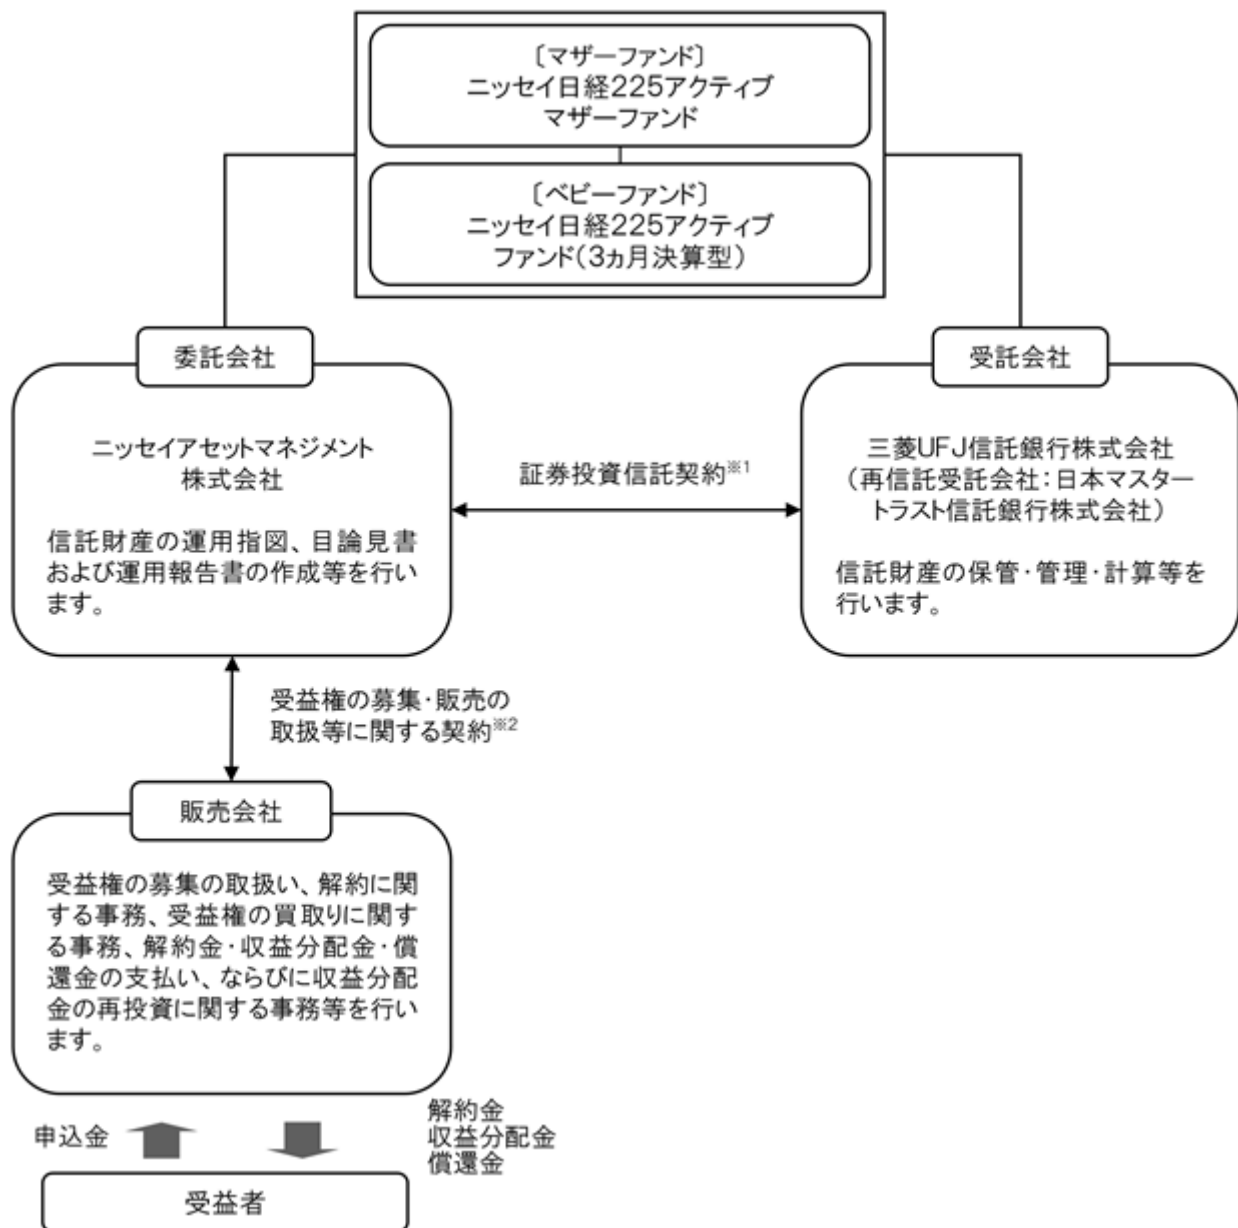 〔マザーファンド〕
ニッセイ日経225アクティブ
マザーファンド
〔ベビーファンド〕
ニッセイ日経225アクティブ
ファンド(3ヵ月決算型)
委託会社
ニッセイアセットマネジメント
株式会社
信託財産の運用指図、目論見書
および運用報告書の作成等を行い
ます。
証券投資信託契約※1
受託会社
三菱UFJ信託銀行株式会社
(再信託受託会社:日本マスター
トラスト信託銀行株式会社)
信託財産の保管・管理・計算等を
行います。
受益権の募集・販売の
取扱等に関する契約※2
販売会社
受益権の募集の取扱い、解約に関
する事務、受益権の買取りに関す
る事務、解約金・収益分配金・償
還金の支払い、ならびに収益分配
金の再投資に関する事務等を行い
ます。
申込金
解約金
収益分配金
償還金
受益者